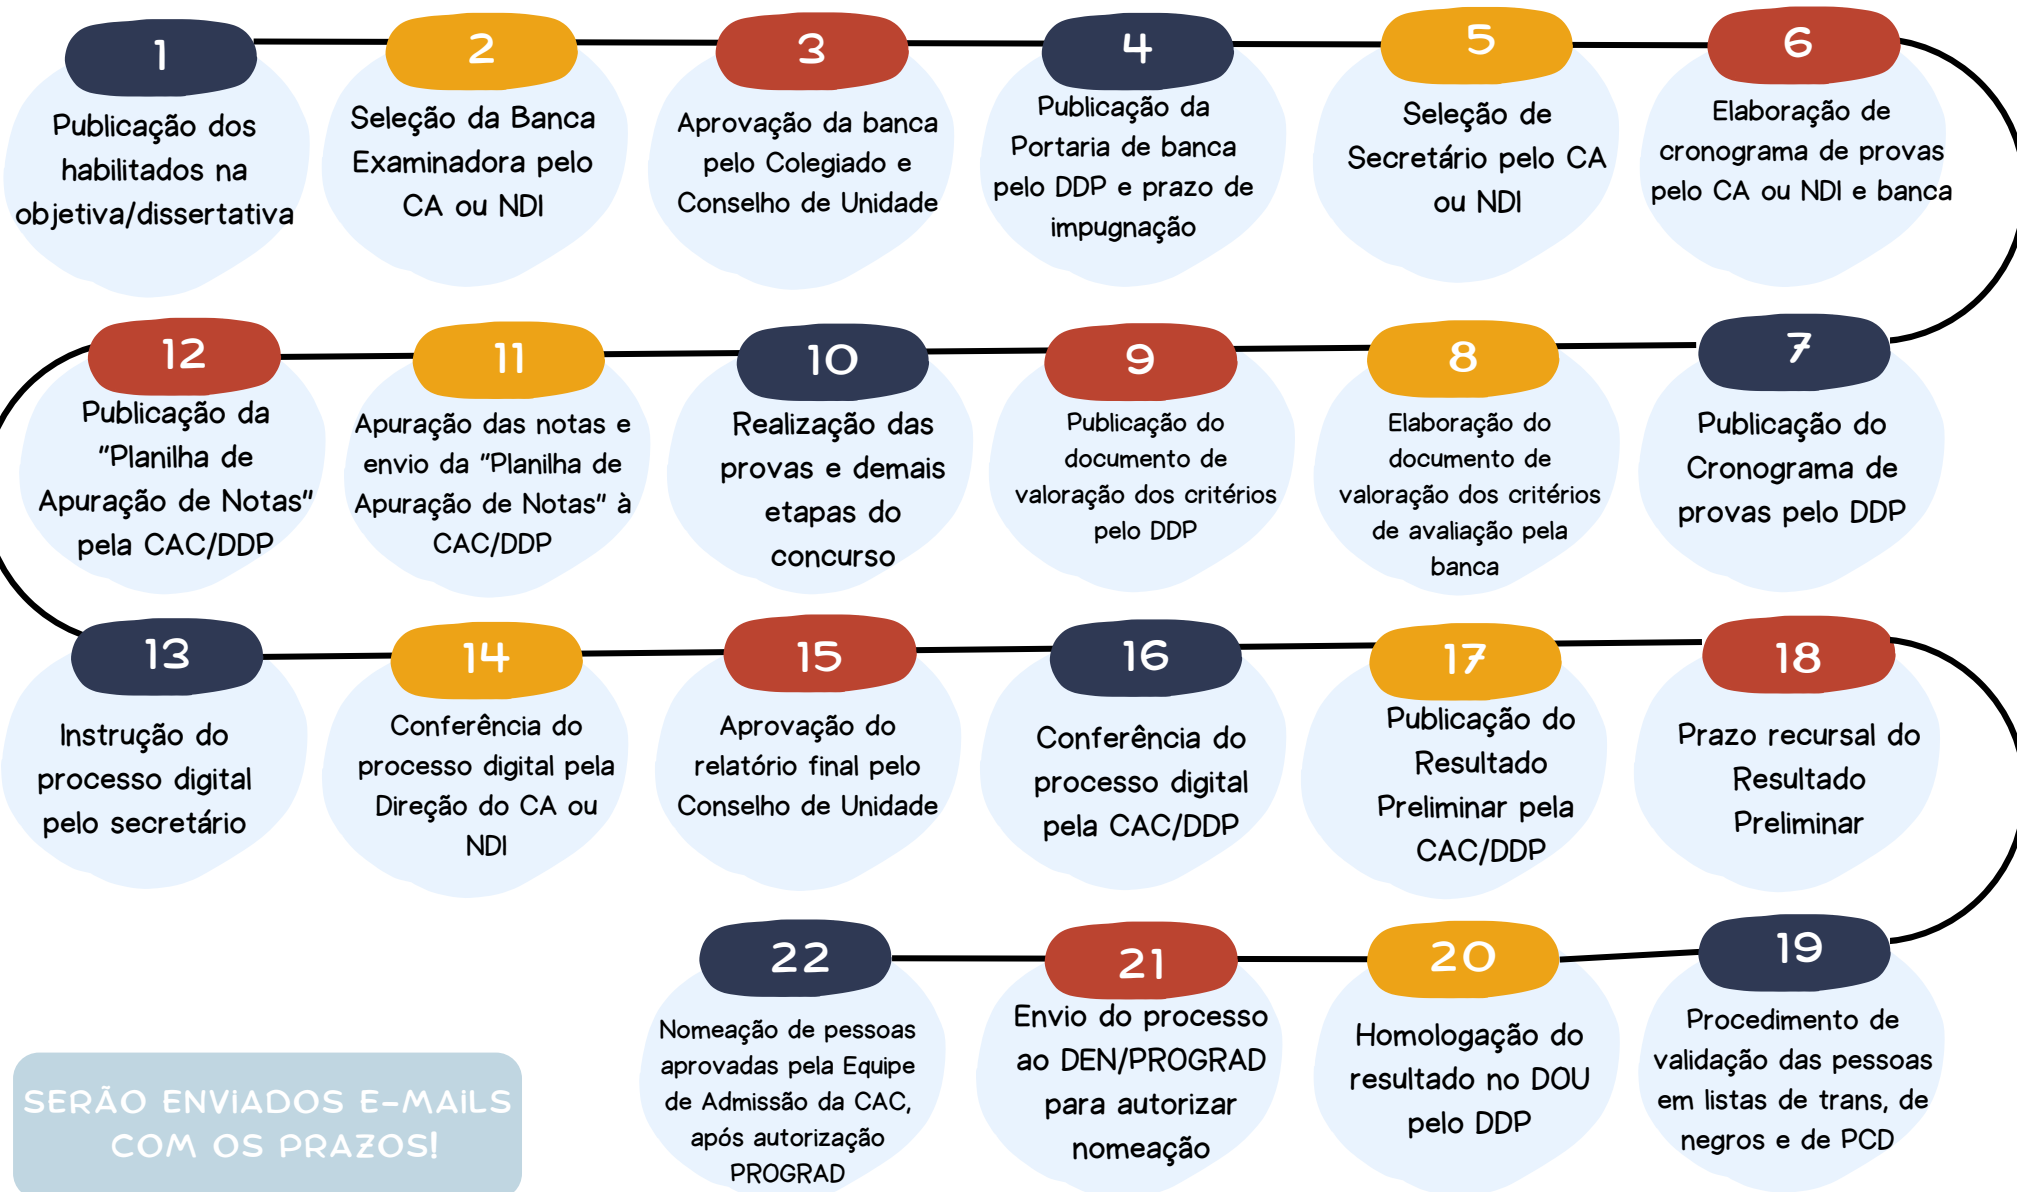 1
Publicação dos
habilitados na
objetiva/dissertativa
2
Seleção da Banca
Examinadora pelo
CA ou NDI
3
Aprovação da banca
pelo Colegiado e
Conselho de Unidade
4
Publicação da
Portaria de banca
pelo DDP e prazo de
impugnação
5
Seleção de
Secretário pelo CA
ou NDI
6
Elaboração de
cronograma de provas
pelo CA ou NDI e banca
7
Publicação do
Cronograma de
provas pelo DDP
8
Elaboração do
documento de
valoração dos critérios
de avaliação pela
banca
9
Publicação do
documento de
valoração dos critérios
pelo DDP
10
Realização das
provas e demais
etapas do
concurso
11
Apuração das notas e
envio da "Planilha de
Apuração de Notas" à
CAC/DDP
12
Publicação da
"Planilha de
Apuração de Notas"
pela CAC/DDP
13
Instrução do
processo digital
pelo secretário
14
Conferência do
processo digital pela
Direção do CA ou
NDI
15
Aprovação do
relatório final pelo
Conselho de Unidade
16
Conferência do
processo digital
pela CAC/DDP
17
Publicação do
Resultado
Preliminar pela
CAC/DDP
18
Prazo recursal do
Resultado
Preliminar
19
Procedimento de
validação das pessoas
em listas de trans, de
negros e de PCD
20
Homologação do
resultado no DOU
pelo DDP
21
Envio do processo
ao DEN/PROGRAD
para autorizar
nomeação
22
Nomeação de pessoas
aprovadas pela Equipe
de Admissão da CAC,
após autorização
PROGRAD
SERÃO ENVIADOS E-MAILS
COM OS PRAZOS!